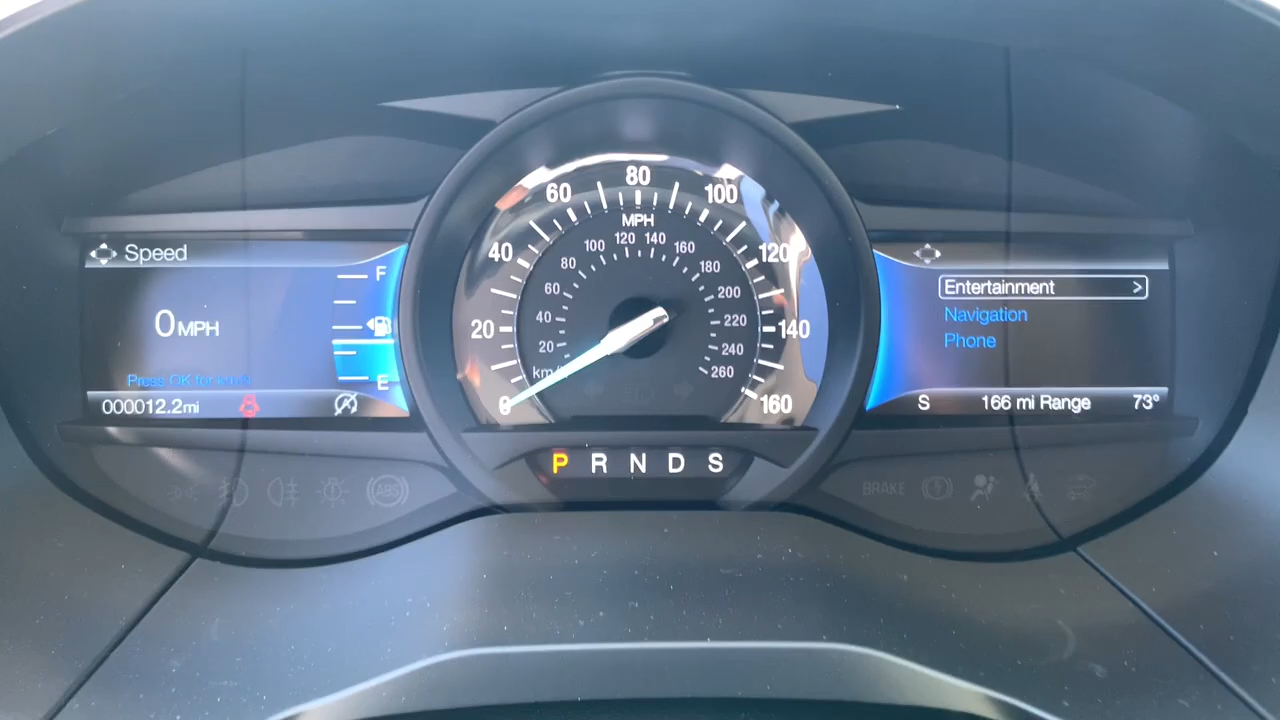 Speed
0 MPH
Press OK for km/h
000012.2mi
F
E
0
20
40
60
80
100
120
140
160
MPH
km/h
20
40
60
80
100
120
140
160
180
200
220
240
260
P R N D S
Entertainment >
Navigation
Phone
S 166 mi Range 73°
ABS
BRAKE